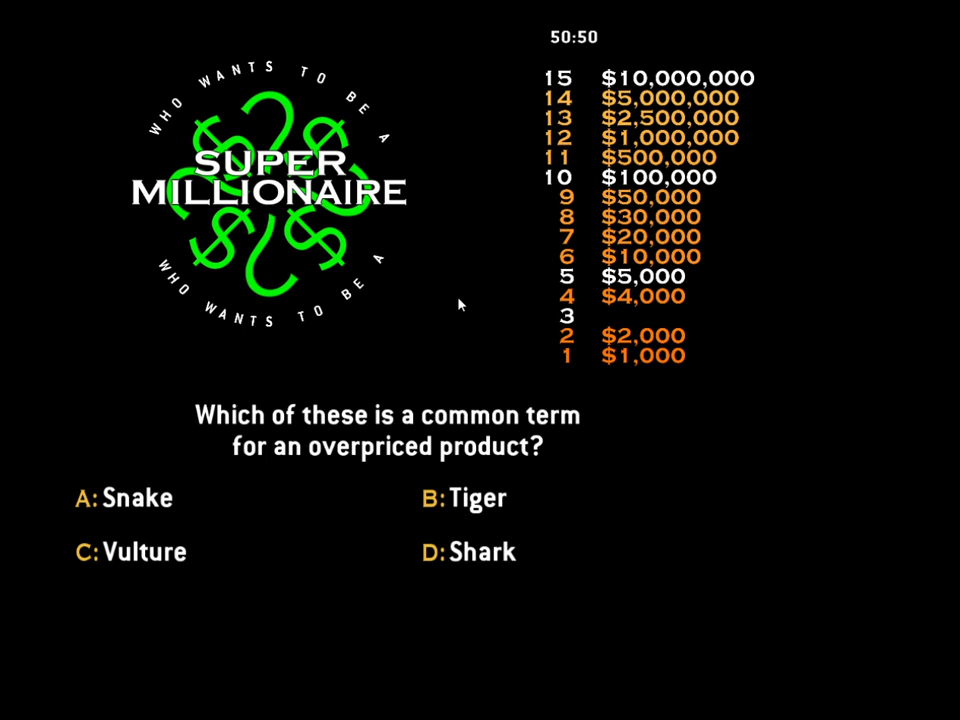 WHO WANTS TO BE A
SUPER
MILLIONAIRE
WHO WANTS TO BE A
50:50
15 $10,000,000
14 $5,000,000
13 $2,500,000
12 $1,000,000
11 $500,000
10 $100,000
9 $50,000
8 $30,000
7 $20,000
6 $10,000
5 $5,000
4 $4,000
3
2 $2,000
1 $1,000
Which of these is a common term
for an overpriced product?
A: Snake
B: Tiger
C: Vulture
D: Shark